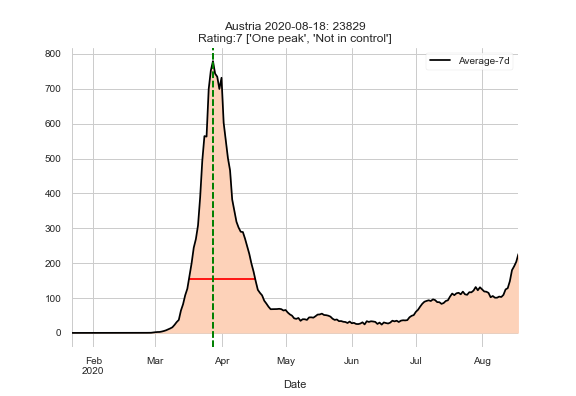 Austria 2020-08-18: 23829
Rating:7 ['One peak', 'Not in control']
Average-7d
800
700
600
500
400
300
200
100
0
Feb
2020
Mar
Apr
May
Jun
Jul
Aug
Date